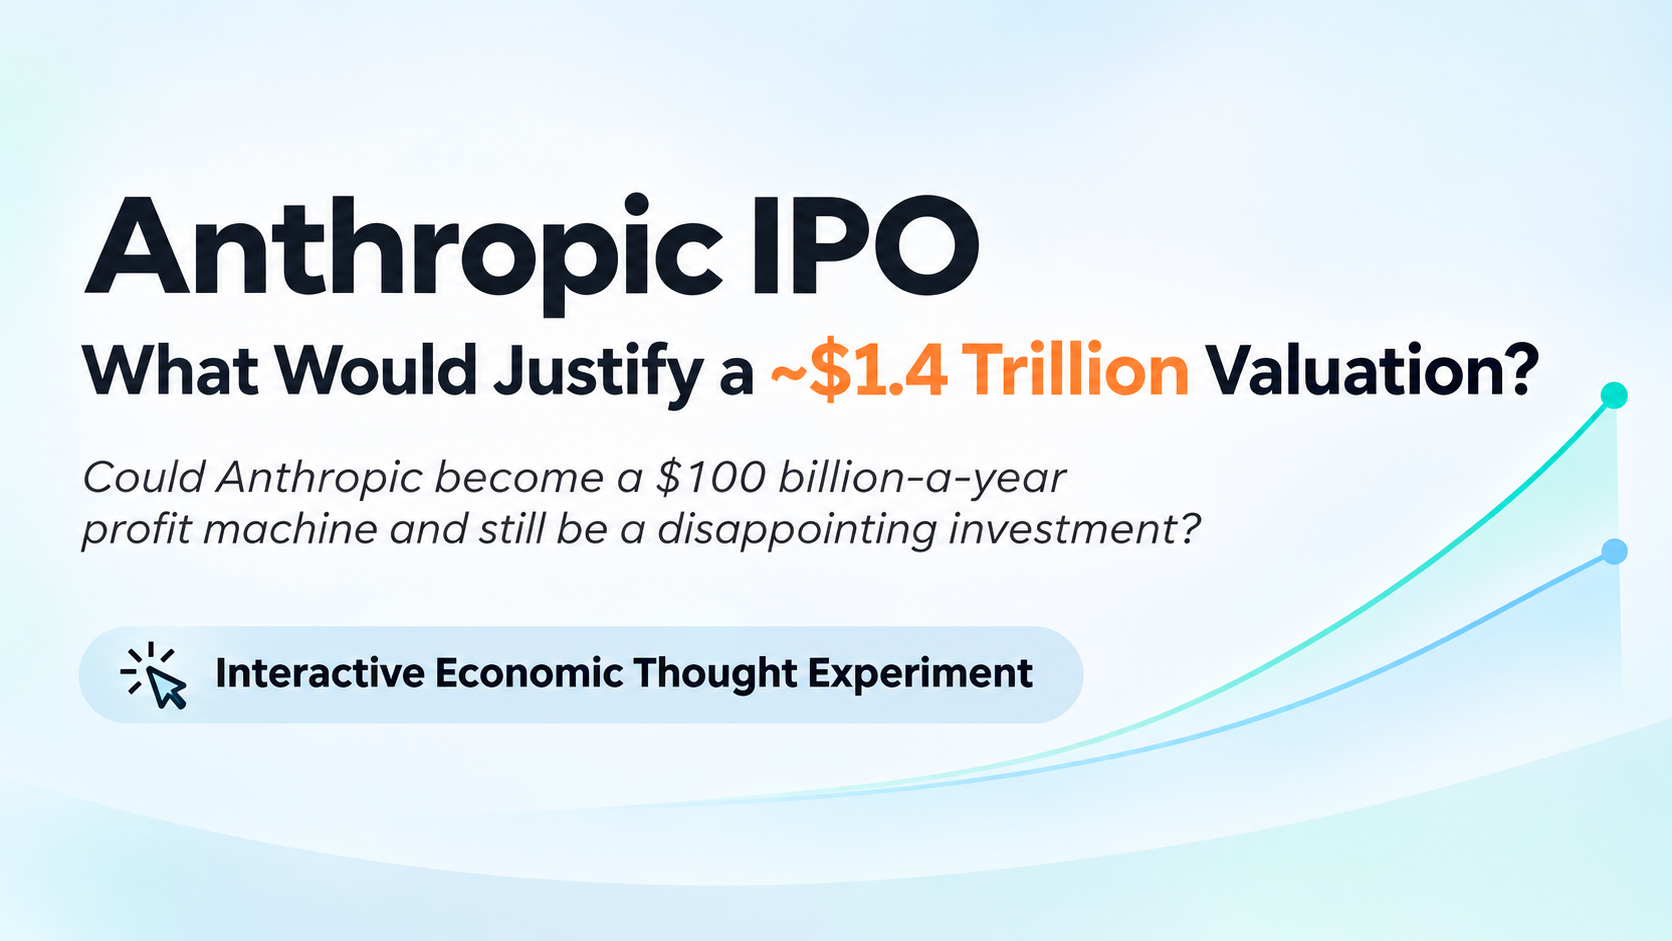 Anthropic IPO
What Would Justify a ~$1.4 Trillion Valuation?
Could Anthropic become a $100 billion-a-year
profit machine and still be a disappointing investment?
Interactive Economic Thought Experiment